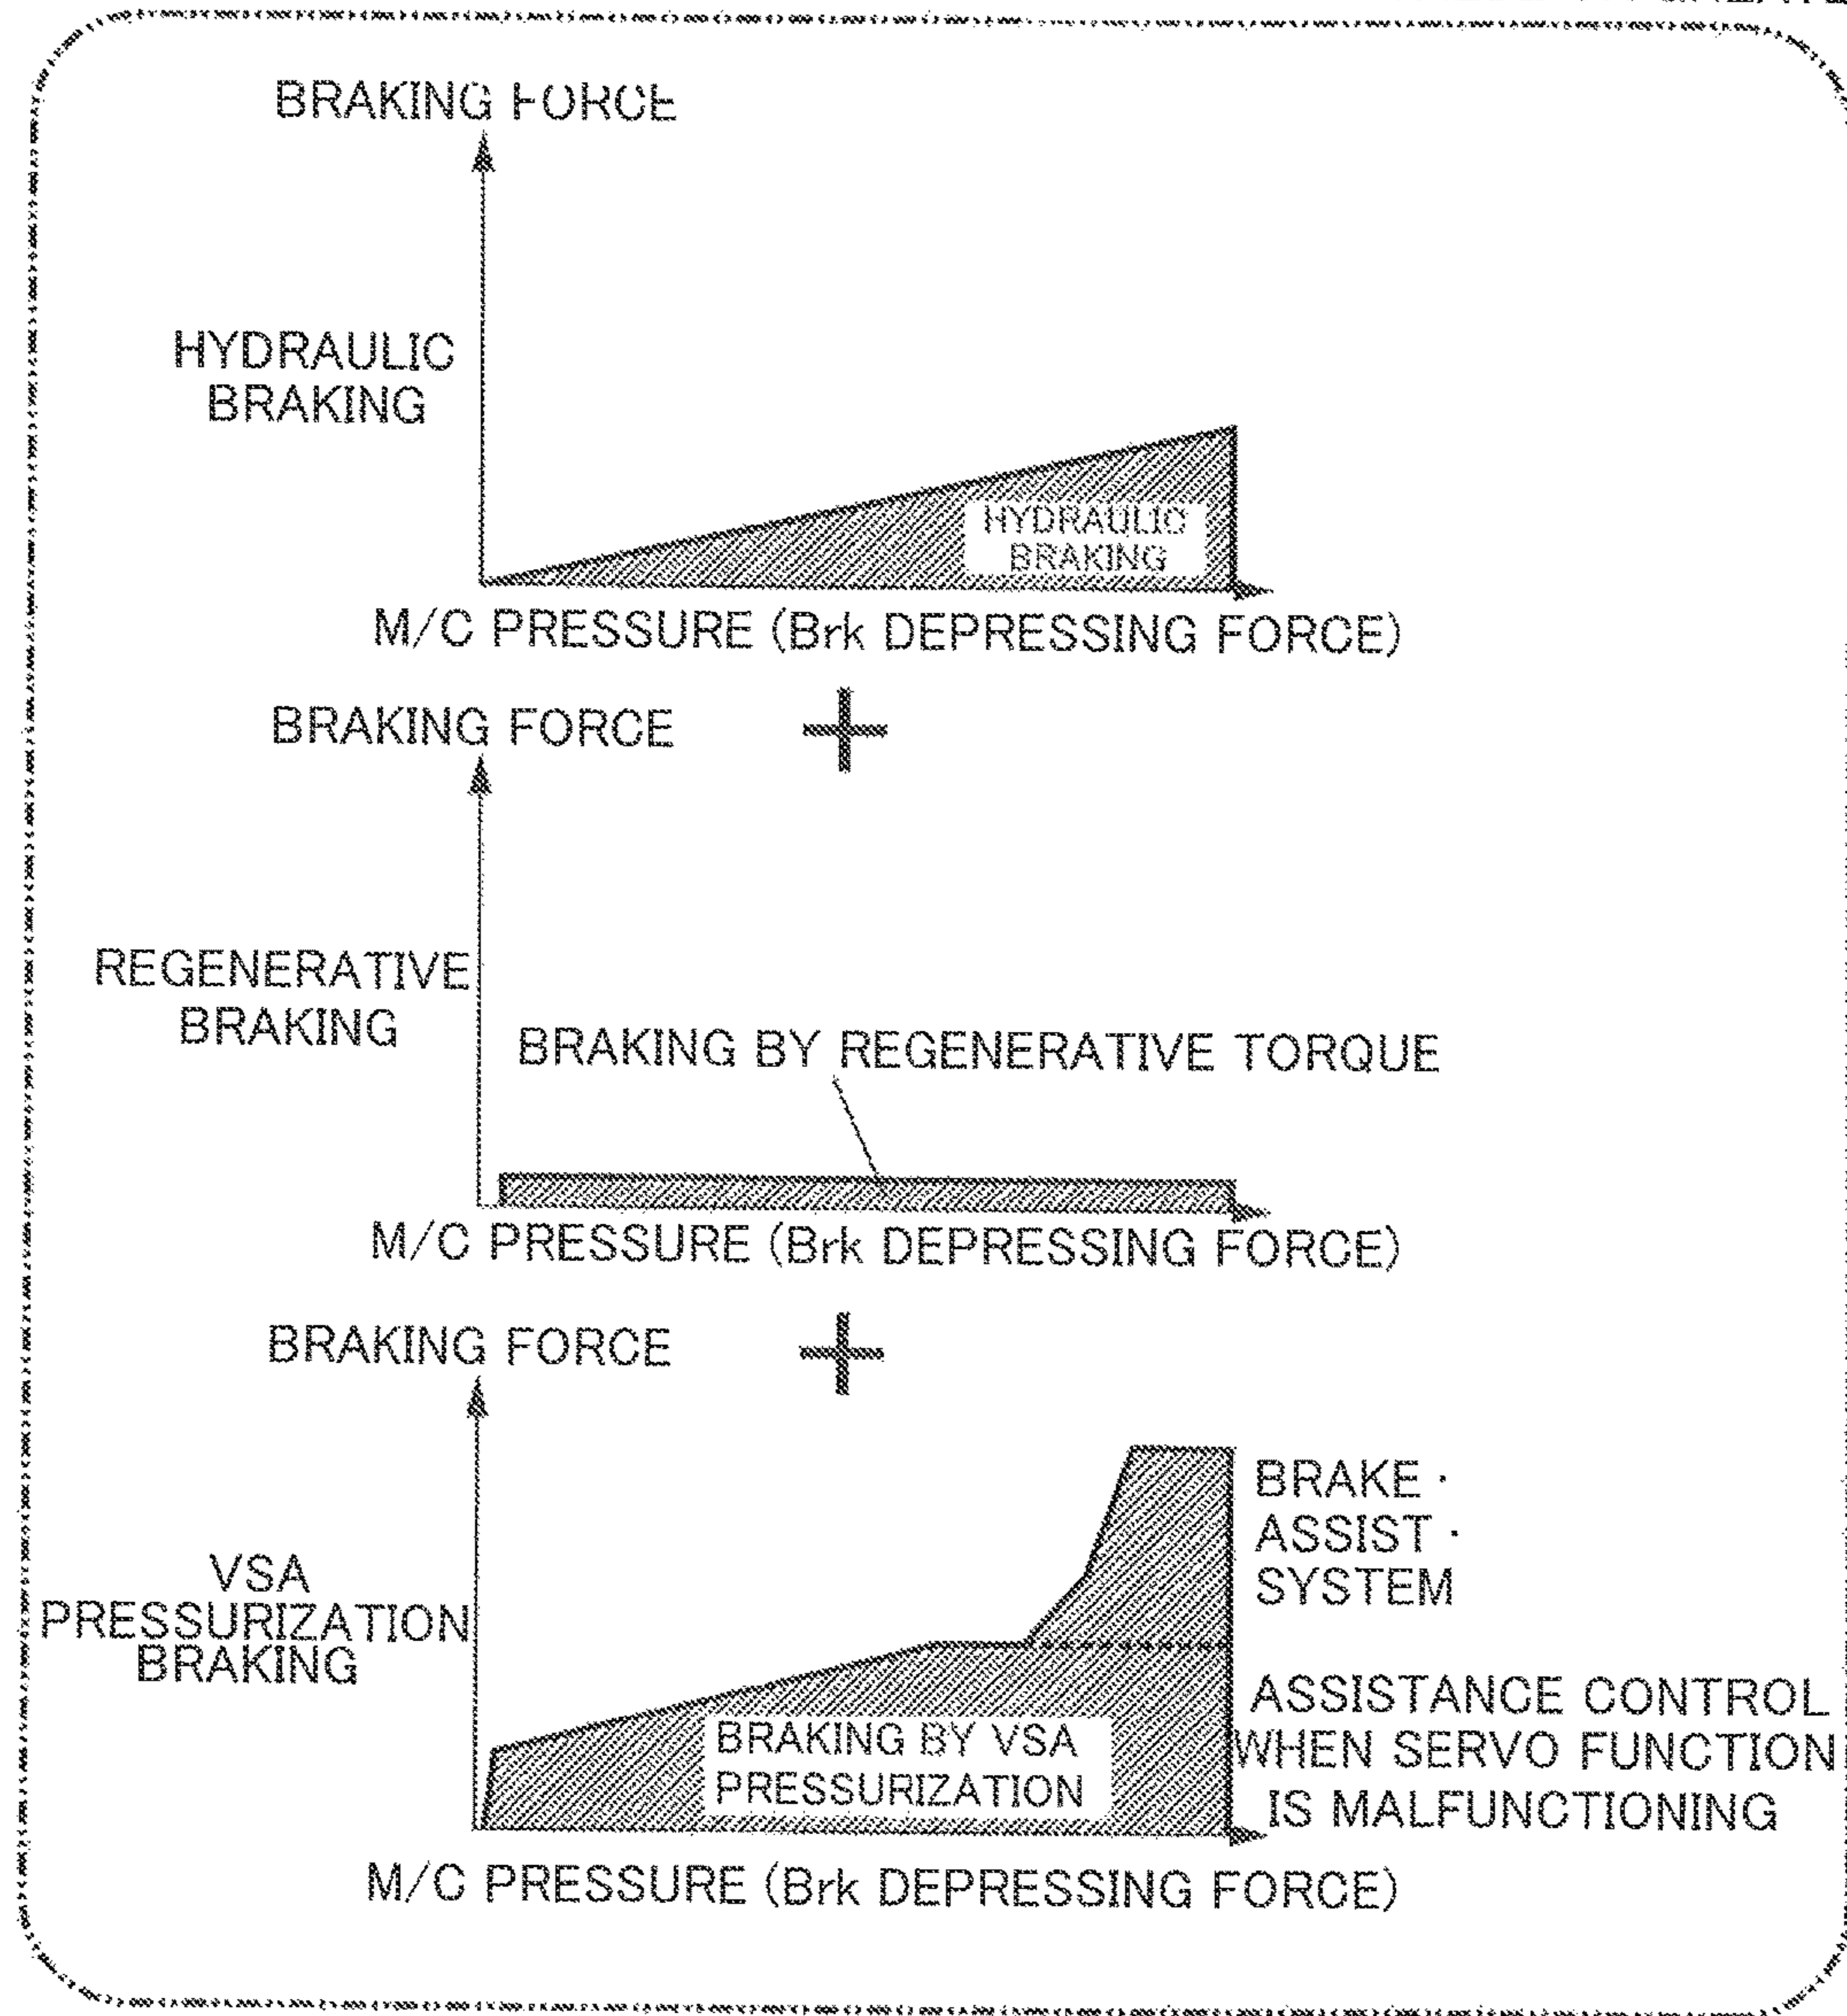 BRAKING FORCE
HYDRAULIC
BRAKING
HYDRAULIC
BRAKING
M/C PRESSURE (Brk DEPRESSING FORCE)
+
BRAKING FORCE
REGENERATIVE
BRAKING
BRAKING BY REGENERATIVE TORQUE
M/C PRESSURE (Brk DEPRESSING FORCE)
+
BRAKING FORCE
VSA
PRESSURIZATION
BRAKING
BRAKE ·
ASSIST ·
SYSTEM
BRAKING BY VSA
PRESSURIZATION
ASSISTANCE CONTROL
WHEN SERVO FUNCTION
IS MALFUNCTIONING
M/C PRESSURE (Brk DEPRESSING FORCE)